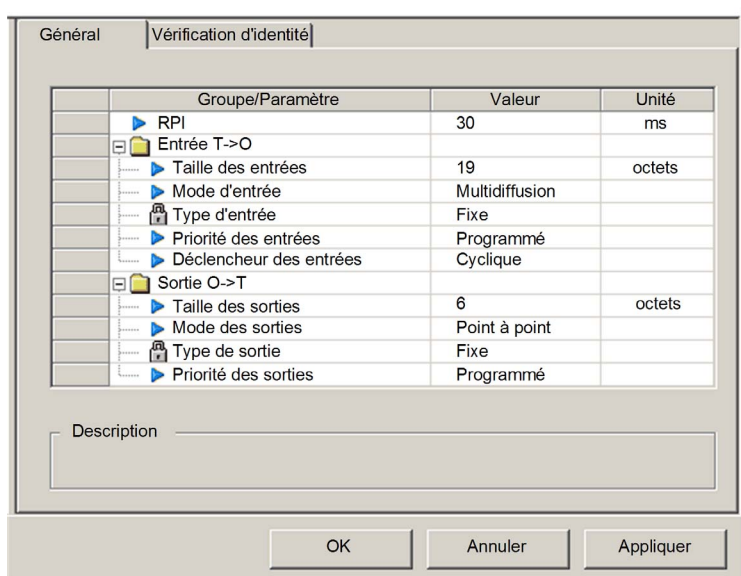 Général Vérification d'identité
Groupe/Paramètre Valeur Unité
RPI 30 ms
Entrée T->O
Taille des entrées 19 octets
Mode d'entrée Multidiffusion
Type d'entrée Fixe
Priorité des entrées Programmé
Déclencheur des entrées Cyclique
Sortie O->T
Taille des sorties 6 octets
Mode des sorties Point à point
Type de sortie Fixe
Priorité des sorties Programmé
Description
OK Annuler Appliquer